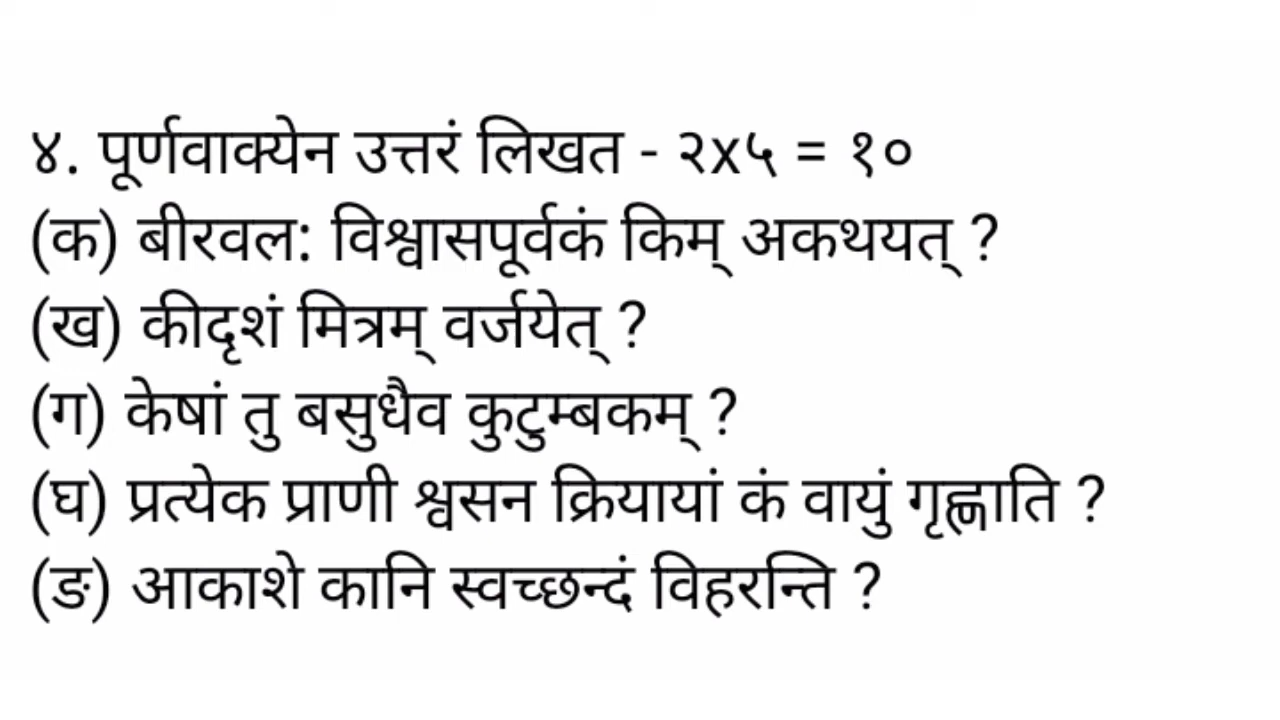 ४. पूर्णवाक्येन उत्तरं लिखत - २x५ = १०
(क) बीरवल: विश्वासपूर्वकं किम् अकथयत् ?
(ख) कीदृशं मित्रम् वर्जयेत् ?
(ग) केषां तु बसुधैव कुटुम्बकम् ?
(घ) प्रत्येक प्राणी श्वसन क्रियायां कं वायुं गृह्णाति ?
(ङ) आकाशे कानि स्वच्छन्दं विहरन्ति ?